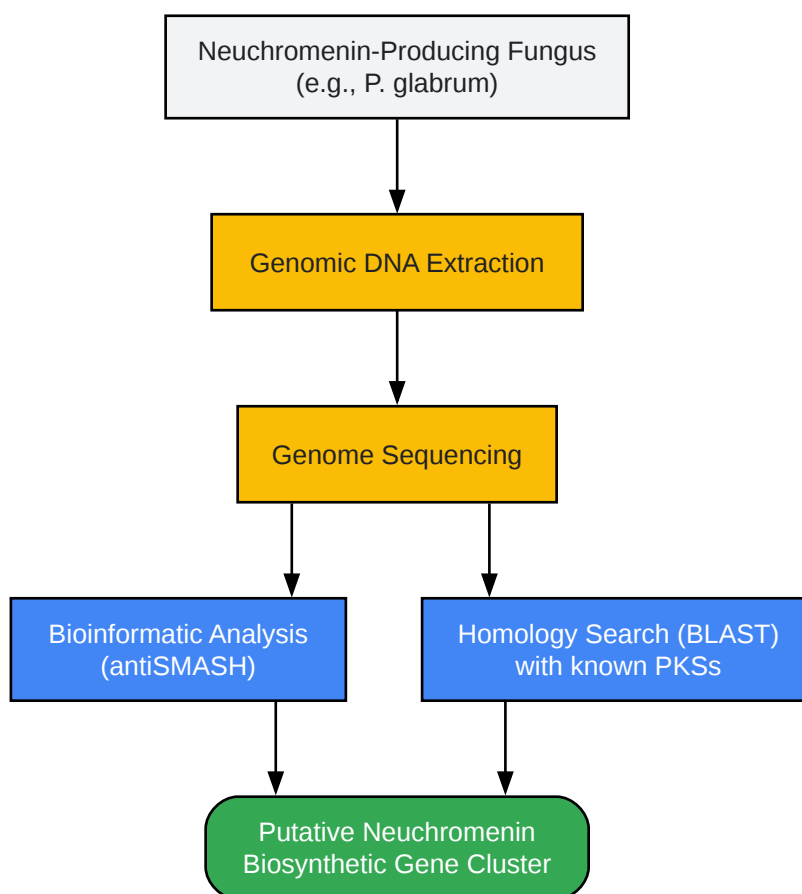 Neuchromenin-Producing Fungus
(e.g., P. glabrum)
Genomic DNA Extraction
Genome Sequencing
Bioinformatic Analysis
(antiSMASH)
Homology Search (BLAST)
with known PKSs
Putative Neuchromenin
Biosynthetic Gene Cluster